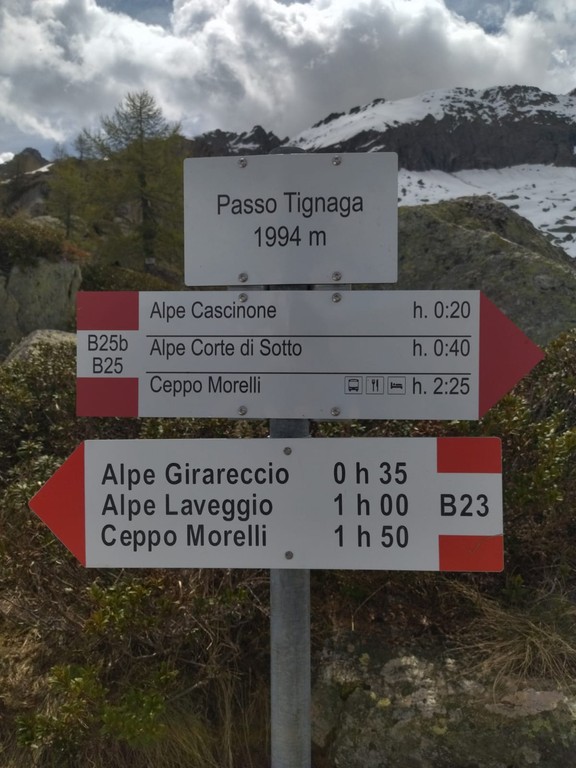 Passo Tignaga
1994 m
Alpe Cascinone h. 0:20
B25b
B25
Alpe Corte di Sotto h. 0:40
Ceppo Morelli h. 2:25
Alpe Girareccio 0 h 35
Alpe Laveggio 1 h 00 B23
Ceppo Morelli 1 h 50